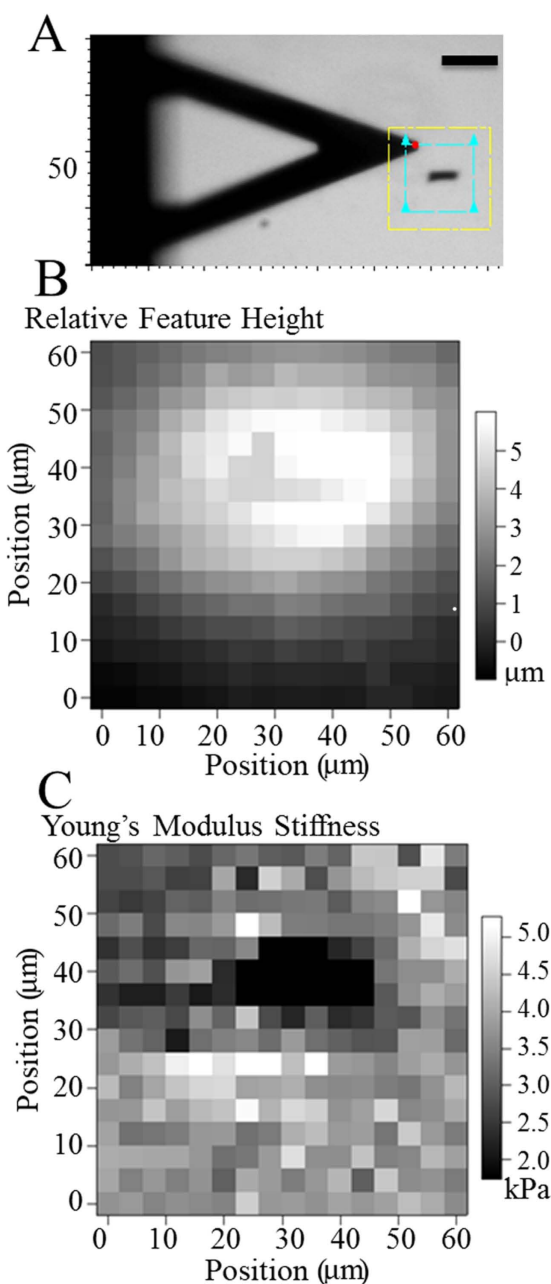 A
50
B
Relative Feature Height
60
50
40
30
20
10
0
Position (μm)
0 10 20 30 40 50 60
Position (μm)
5
4
3
2
1
0
μm
C
Young's Modulus Stiffness
60
50
40
30
20
10
0
Position (μm)
0 10 20 30 40 50 60
Position (μm)
5.0
4.5
4.0
3.5
3.0
2.5
2.0
kPa